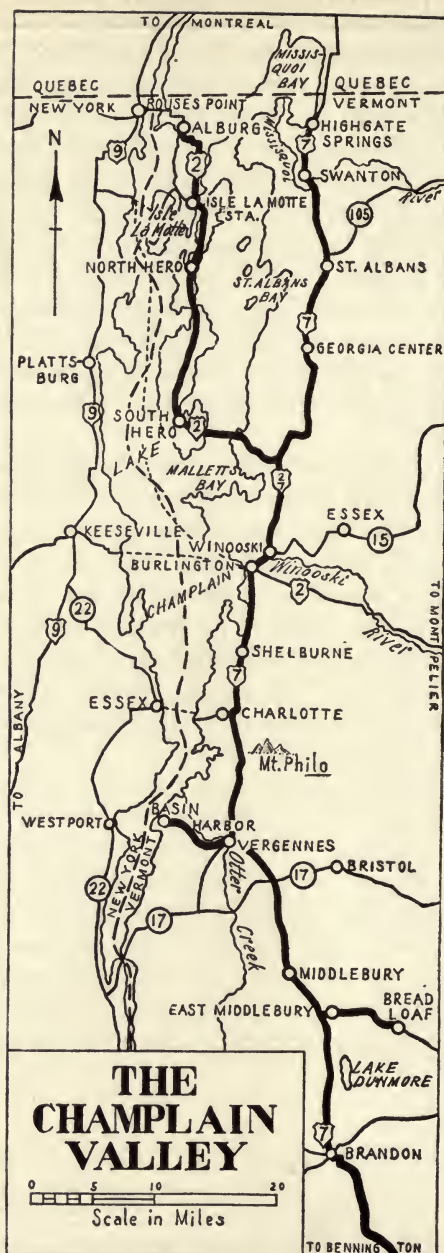 TO MONTREAL
MISSIS-
QUOI
BAY
QUEBEC
NEW YORK
QUEBEC
VERMONT
ROUSES POINT
ALBURG
HIGHGATE
SPRINGS
N
9
2
7
Missisquoi
SWANTON
River
105
ISLE LA MOTTE
STA.
Isle
La Motte
NORTH HERO
ST. ALBANS
BAY
ST. ALBANS
7
GEORGIA CENTER
PLATTS-
BURG
9
SOUTH
HERO
2
LAKE
MALLETTS
BAY
2
7
ESSEX
15
KEESEVILLE
WINOOSKI
BURLINGTON
Winooski
River
2
CHAMPLAIN
TO MONTPELIER
22
9
SHELBURNE
7
TO ALBANY
ESSEX
CHARLOTTE
Mt. Philo
WESTPORT
BASIN
HARBOR
VERGENNES
NEW YORK
VERMONT
Otter
Creek
BRISTOL
17
22
17
MIDDLEBURY
EAST MIDDLEBURY
BREAD
LOAF
LAKE
DUNMORE
7
BRANDON
THE
CHAMPLAIN
VALLEY
0 5 10 20
Scale in Miles
TO BENNINGTON